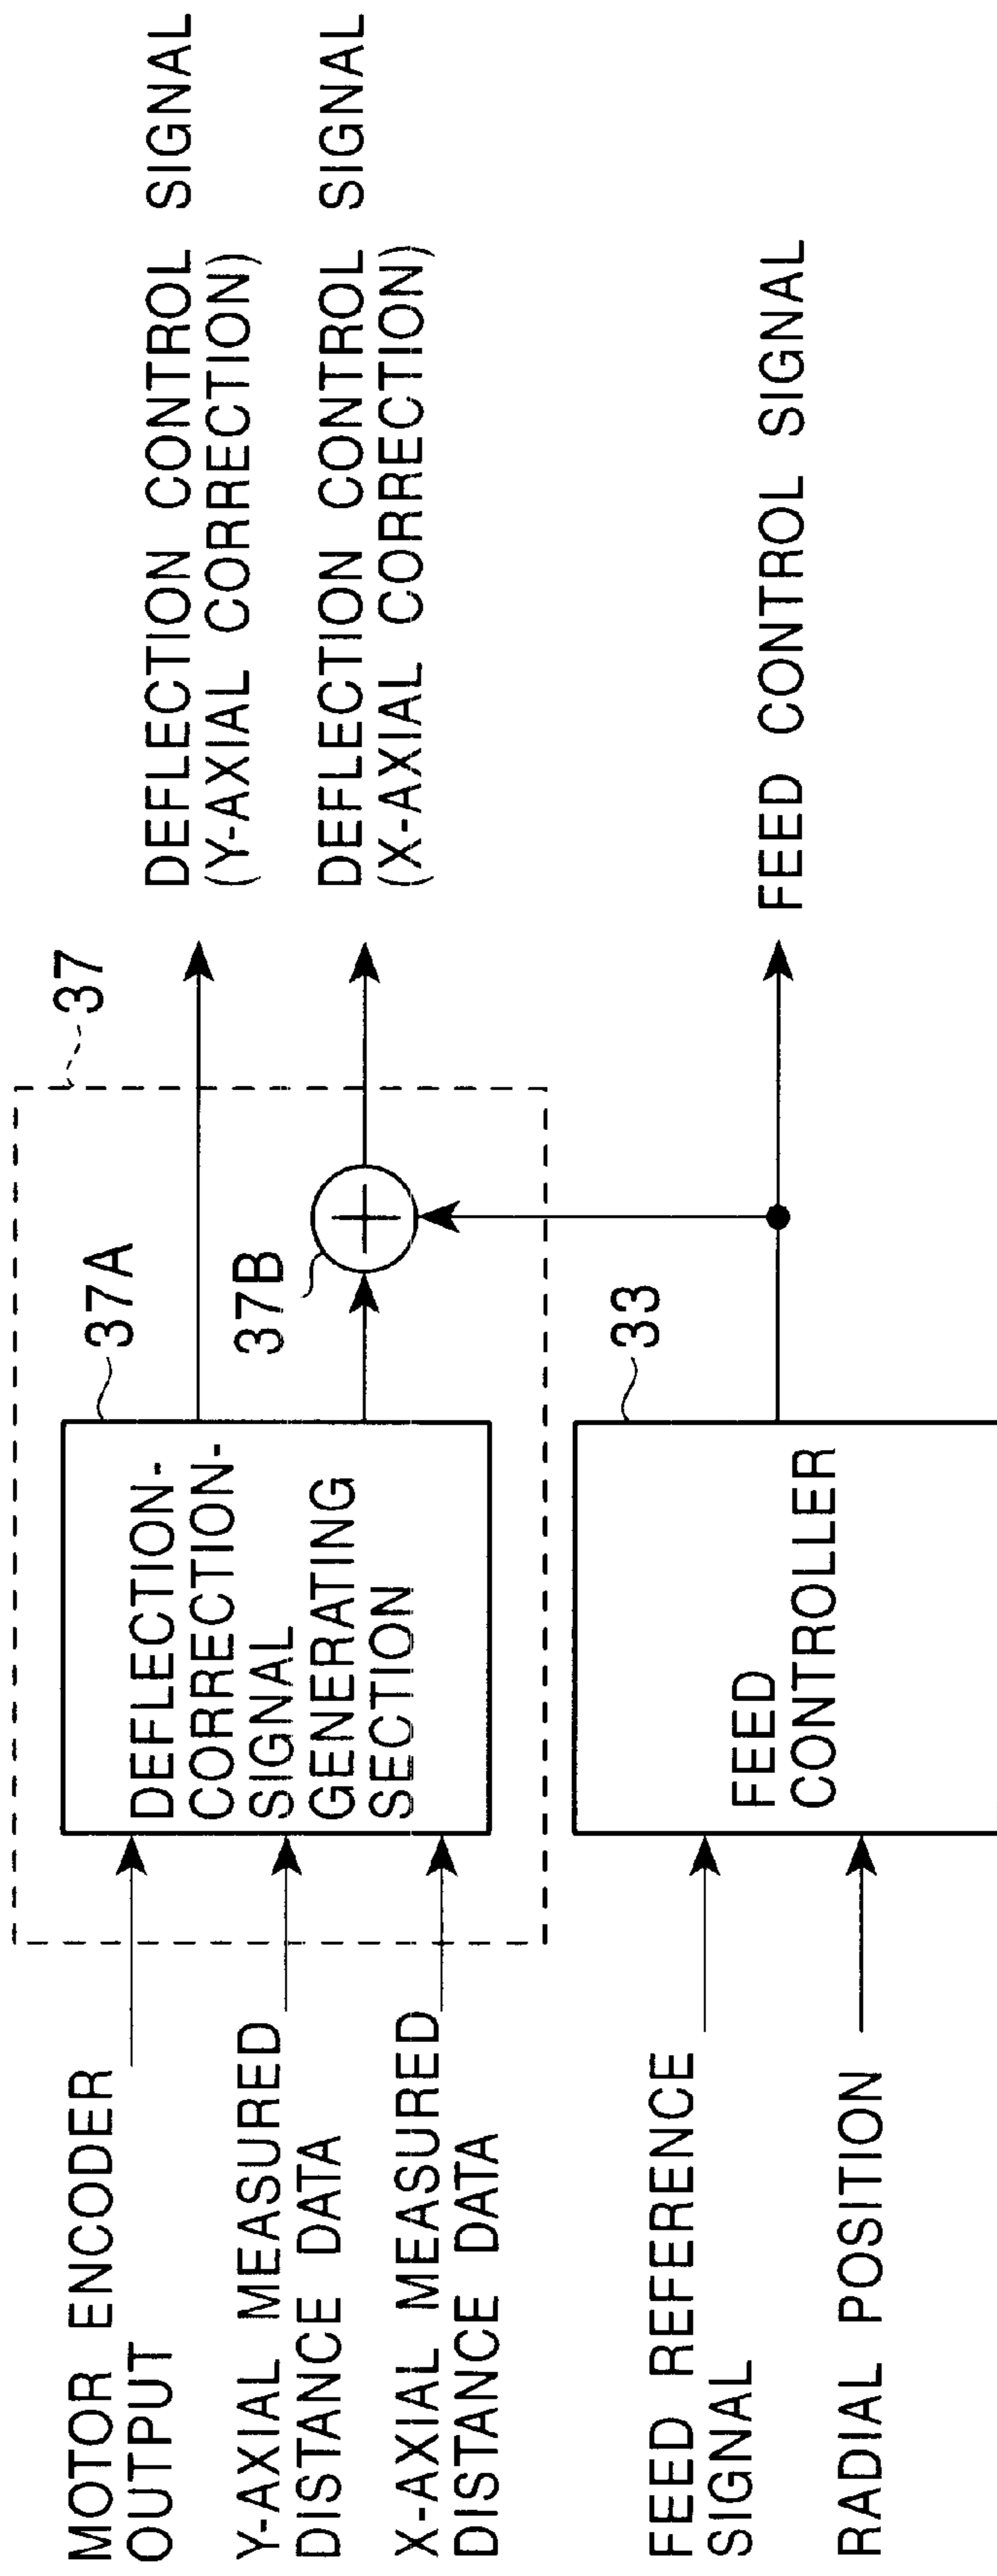 MOTOR ENCODER
OUTPUT
Y-AXIAL MEASURED
DISTANCE DATA
X-AXIAL MEASURED
DISTANCE DATA
DEFLECTION-
CORRECTION-
SIGNAL
GENERATING
SECTION
37A
37B
37
DEFLECTION CONTROL SIGNAL
(Y-AXIAL CORRECTION)
DEFLECTION CONTROL SIGNAL
(X-AXIAL CORRECTION)
FEED REFERENCE
SIGNAL
RADIAL POSITION
FEED
CONTROLLER
33
FEED CONTROL SIGNAL